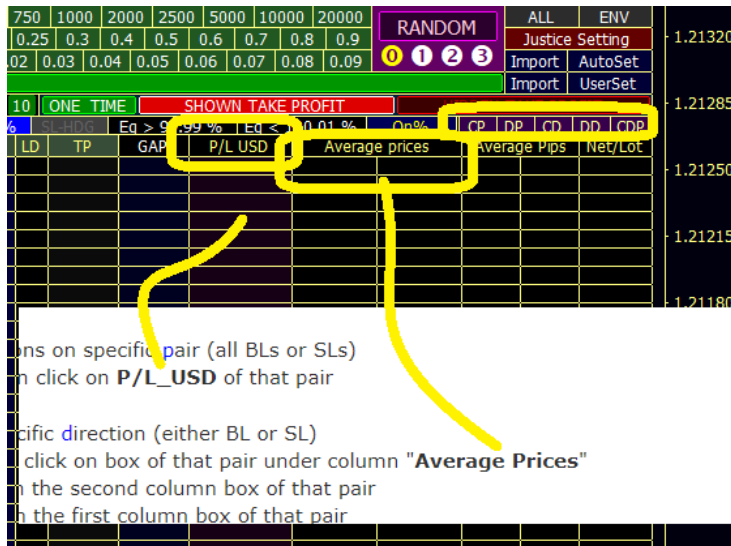 750 1000 2000 2500 5000 10000 20000 RANDOM ALL ENV
0.25 0.3 0.4 0.5 0.6 0.7 0.8 0.9 Justice Setting 1.21320
.02 0.03 0.04 0.05 0.06 0.07 0.08 0.09 0 1 2 3 Import AutoSet
Import UserSet
10 ONE TIME SHOWN TAKE PROFIT 1.21285
% SL-HDG Eq > Eq < On% CP DP CD DD CDP
LD TP GAP P/L USD Average prices Average Pips Net/Lot
1.21250
1.21215
1.21180
ons on specific pair (all BLs or SLs)
n click on P/L_USD of that pair
cific direction (either BL or SL)
click on box of that pair under column "Average Prices"
n the second column box of that pair
n the first column box of that pair